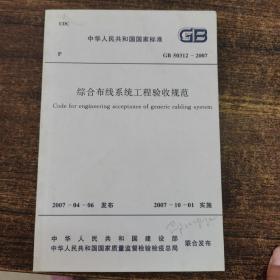 UDC
中华人民共和国国家标准
GB
P
GB 50312-2007
综合布线系统工程验收规范
Code for engineering acceptance of generic cabling system
2007-04-06 发布
2007-10-01 实施
中华人民共和国建设部
中华人民共和国国家质量监督检验检疫总局
联合发布